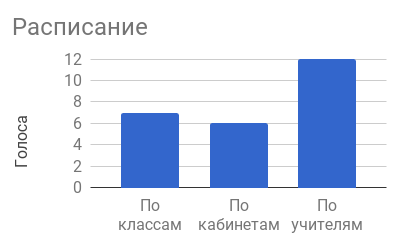 Расписание
Голоса
12
10
8
6
4
2
0
По классам
По кабинетам
По учителям